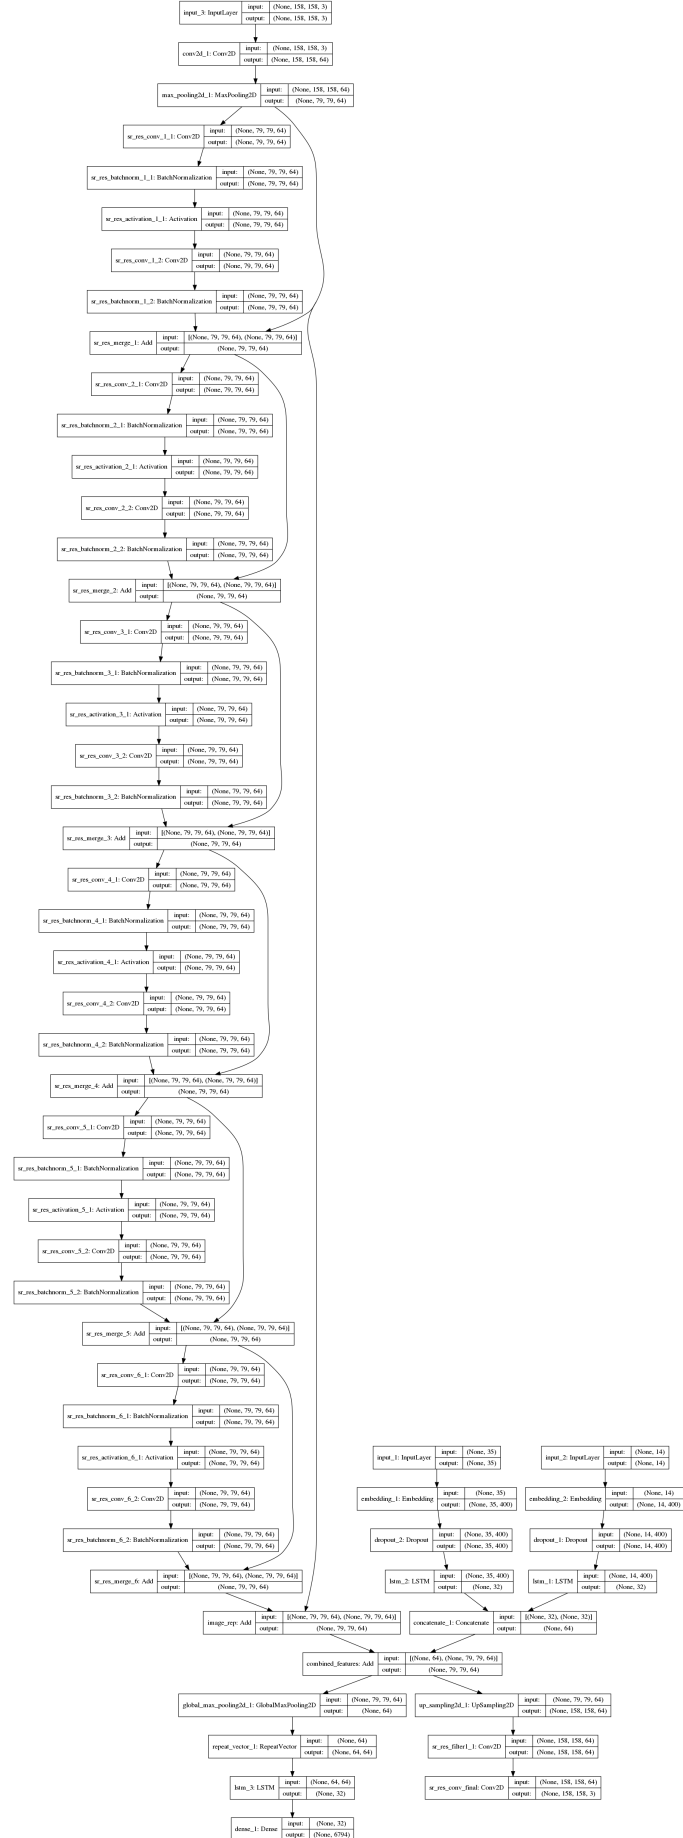 input_3: InputLayer input: (None, 158, 158, 3)
output: (None, 158, 158, 3)
conv2d_1: Conv2D input: (None, 158, 158, 3)
output: (None, 158, 158, 64)
max_pooling2d_1: MaxPooling2D input: (None, 158, 158, 64)
output: (None, 79, 79, 64)
sr_res_conv_1_1: Conv2D input: (None, 79, 79, 64)
output: (None, 79, 79, 64)
sr_res_batchnorm_1_1: BatchNormalization input: (None, 79, 79, 64)
output: (None, 79, 79, 64)
sr_res_activation_1_1: Activation input: (None, 79, 79, 64)
output: (None, 79, 79, 64)
sr_res_conv_1_2: Conv2D input: (None, 79, 79, 64)
output: (None, 79, 79, 64)
sr_res_batchnorm_1_2: BatchNormalization input: (None, 79, 79, 64)
output: (None, 79, 79, 64)
sr_res_merge_1: Add input: [(None, 79, 79, 64), (None, 79, 79, 64)]
output: (None, 79, 79, 64)
sr_res_conv_2_1: Conv2D input: (None, 79, 79, 64)
output: (None, 79, 79, 64)
sr_res_batchnorm_2_1: BatchNormalization input: (None, 79, 79, 64)
output: (None, 79, 79, 64)
sr_res_activation_2_1: Activation input: (None, 79, 79, 64)
output: (None, 79, 79, 64)
sr_res_conv_2_2: Conv2D input: (None, 79, 79, 64)
output: (None, 79, 79, 64)
sr_res_batchnorm_2_2: BatchNormalization input: (None, 79, 79, 64)
output: (None, 79, 79, 64)
sr_res_merge_2: Add input: [(None, 79, 79, 64), (None, 79, 79, 64)]
output: (None, 79, 79, 64)
sr_res_conv_3_1: Conv2D input: (None, 79, 79, 64)
output: (None, 79, 79, 64)
sr_res_batchnorm_3_1: BatchNormalization input: (None, 79, 79, 64)
output: (None, 79, 79, 64)
sr_res_activation_3_1: Activation input: (None, 79, 79, 64)
output: (None, 79, 79, 64)
sr_res_conv_3_2: Conv2D input: (None, 79, 79, 64)
output: (None, 79, 79, 64)
sr_res_batchnorm_3_2: BatchNormalization input: (None, 79, 79, 64)
output: (None, 79, 79, 64)
sr_res_merge_3: Add input: [(None, 79, 79, 64), (None, 79, 79, 64)]
output: (None, 79, 79, 64)
sr_res_conv_4_1: Conv2D input: (None, 79, 79, 64)
output: (None, 79, 79, 64)
sr_res_batchnorm_4_1: BatchNormalization input: (None, 79, 79, 64)
output: (None, 79, 79, 64)
sr_res_activation_4_1: Activation input: (None, 79, 79, 64)
output: (None, 79, 79, 64)
sr_res_conv_4_2: Conv2D input: (None, 79, 79, 64)
output: (None, 79, 79, 64)
sr_res_batchnorm_4_2: BatchNormalization input: (None, 79, 79, 64)
output: (None, 79, 79, 64)
sr_res_merge_4: Add input: [(None, 79, 79, 64), (None, 79, 79, 64)]
output: (None, 79, 79, 64)
sr_res_conv_5_1: Conv2D input: (None, 79, 79, 64)
output: (None, 79, 79, 64)
sr_res_batchnorm_5_1: BatchNormalization input: (None, 79, 79, 64)
output: (None, 79, 79, 64)
sr_res_activation_5_1: Activation input: (None, 79, 79, 64)
output: (None, 79, 79, 64)
sr_res_conv_5_2: Conv2D input: (None, 79, 79, 64)
output: (None, 79, 79, 64)
sr_res_batchnorm_5_2: BatchNormalization input: (None, 79, 79, 64)
output: (None, 79, 79, 64)
sr_res_merge_5: Add input: [(None, 79, 79, 64), (None, 79, 79, 64)]
output: (None, 79, 79, 64)
sr_res_conv_6_1: Conv2D input: (None, 79, 79, 64)
output: (None, 79, 79, 64)
sr_res_batchnorm_6_1: BatchNormalization input: (None, 79, 79, 64)
output: (None, 79, 79, 64)
sr_res_activation_6_1: Activation input: (None, 79, 79, 64)
output: (None, 79, 79, 64)
input_1: InputLayer input: (None, 35)
output: (None, 35)
input_2: InputLayer input: (None, 14)
output: (None, 14)
sr_res_conv_6_2: Conv2D input: (None, 79, 79, 64)
output: (None, 79, 79, 64)
embedding_1: Embedding input: (None, 35)
output: (None, 35, 400)
embedding_2: Embedding input: (None, 14)
output: (None, 14, 400)
sr_res_batchnorm_6_2: BatchNormalization input: (None, 79, 79, 64)
output: (None, 79, 79, 64)
dropout_2: Dropout input: (None, 35, 400)
output: (None, 35, 400)
dropout_1: Dropout input: (None, 14, 400)
output: (None, 14, 400)
sr_res_merge_6: Add input: [(None, 79, 79, 64), (None, 79, 79, 64)]
output: (None, 79, 79, 64)
lstm_2: LSTM input: (None, 35, 400)
output: (None, 32)
lstm_1: LSTM input: (None, 14, 400)
output: (None, 32)
image_rep: Add input: [(None, 79, 79, 64), (None, 79, 79, 64)]
output: (None, 79, 79, 64)
concatenate_1: Concatenate input: [(None, 32), (None, 32)]
output: (None, 64)
combined_features: Add input: [(None, 64), (None, 79, 79, 64)]
output: (None, 79, 79, 64)
global_max_pooling2d_1: GlobalMaxPooling2D input: (None, 79, 79, 64)
output: (None, 64)
up_sampling2d_1: UpSampling2D input: (None, 79, 79, 64)
output: (None, 158, 158, 64)
repeat_vector_1: RepeatVector input: (None, 64)
output: (None, 64, 64)
sr_res_filter1_1: Conv2D input: (None, 158, 158, 64)
output: (None, 158, 158, 64)
lstm_3: LSTM input: (None, 64, 64)
output: (None, 32)
sr_res_conv_final: Conv2D input: (None, 158, 158, 64)
output: (None, 158, 158, 3)
dense_1: Dense input: (None, 32)
output: (None, 6794)